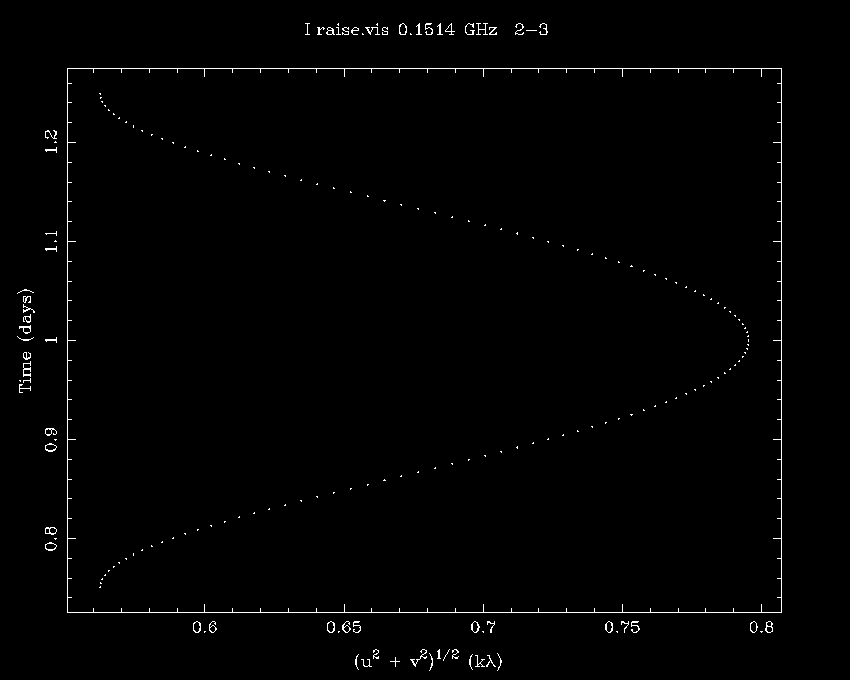 I raise.vis 0.1514 GHz 2-3
1.2
1.1
1
0.9
0.8
Time (days)
0.6 0.65 0.7 0.75 0.8
(u² + v²)¹/² (kλ)